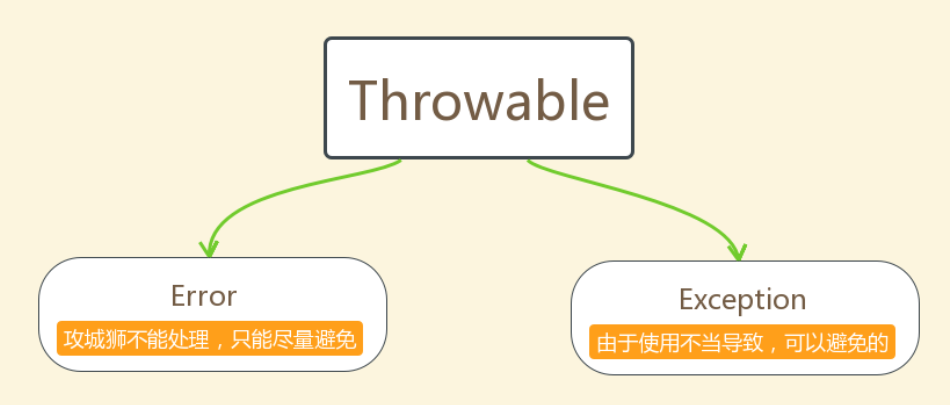 Throwable
Error
攻城狮不能处理，只能尽量避免
Exception
由于使用不当导致，可以避免的